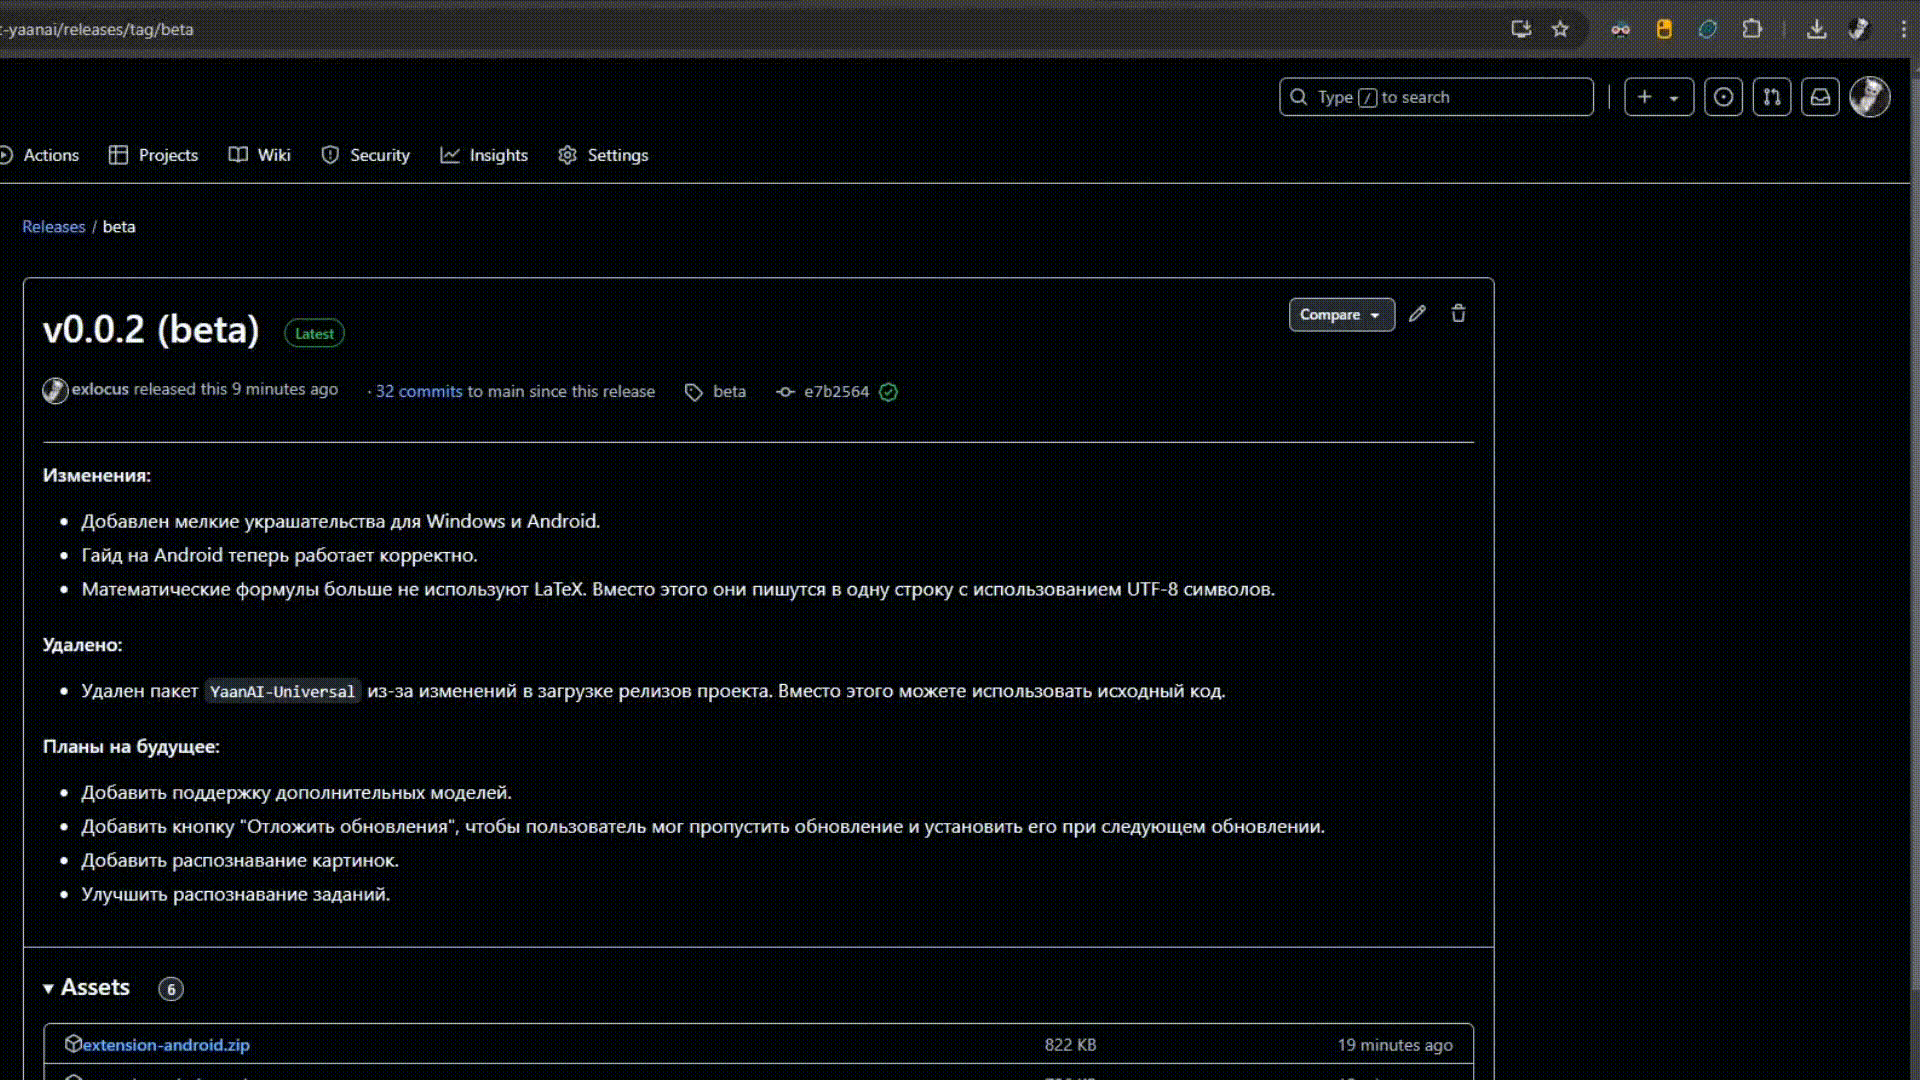 -yaanai/releases/tag/beta
Type / to search
Actions
Projects
Wiki
Security
Insights
Settings
Releases / beta
v0.0.2 (beta)
Latest
Compare
exlocus released this 9 minutes ago
· 32 commits to main since this release
beta
e7b2564
Изменения:
• Добавлен мелкие украшательства для Windows и Android.
• Гайд на Android теперь работает корректно.
• Математические формулы больше не используют LaTeX. Вместо этого они пишутся в одну строку с использованием UTF-8 символов.
Удалено:
• Удален пакет YaanAI-Universal из-за изменений в загрузке релизов проекта. Вместо этого можете использовать исходный код.
Планы на будущее:
• Добавить поддержку дополнительных моделей.
• Добавить кнопку "Отложить обновления", чтобы пользователь мог пропустить обновление и установить его при следующем обновлении.
• Добавить распознавание картинок.
• Улучшить распознавание заданий.
Assets 6
extension-android.zip
822 KB
19 minutes ago